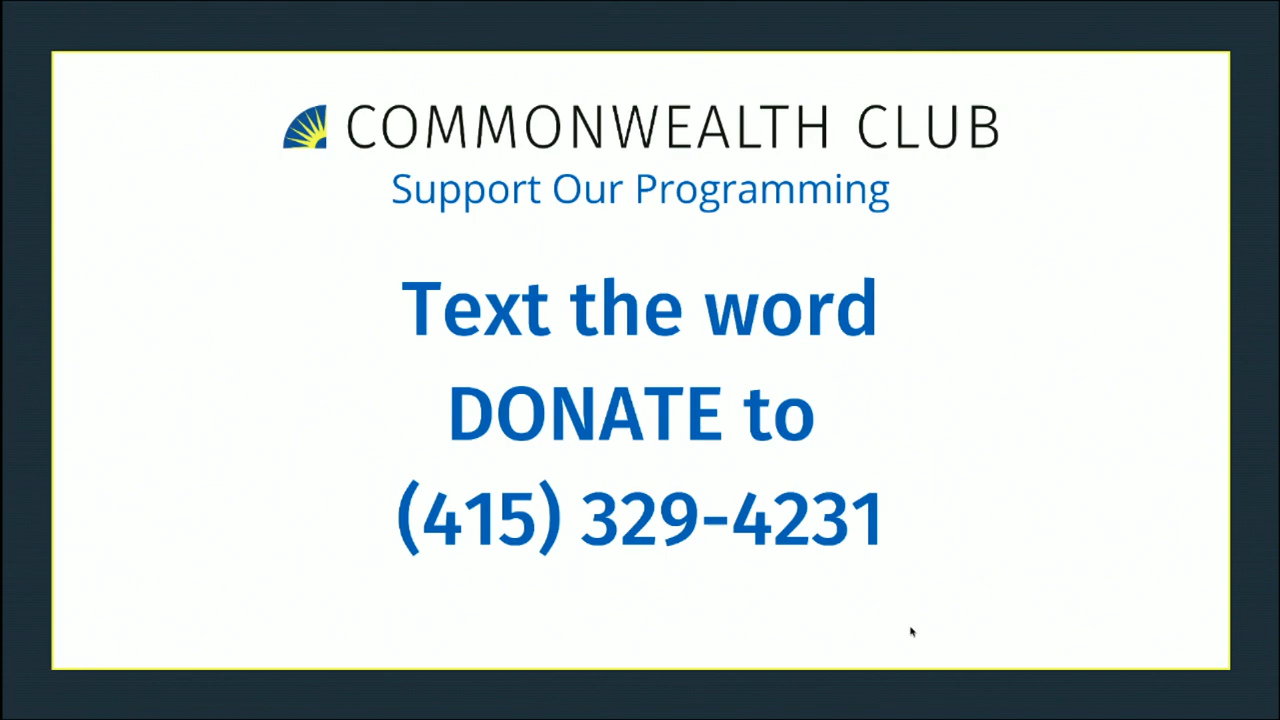 COMMONWEALTH CLUB
Support Our Programming
Text the word
DONATE to
(415) 329-4231